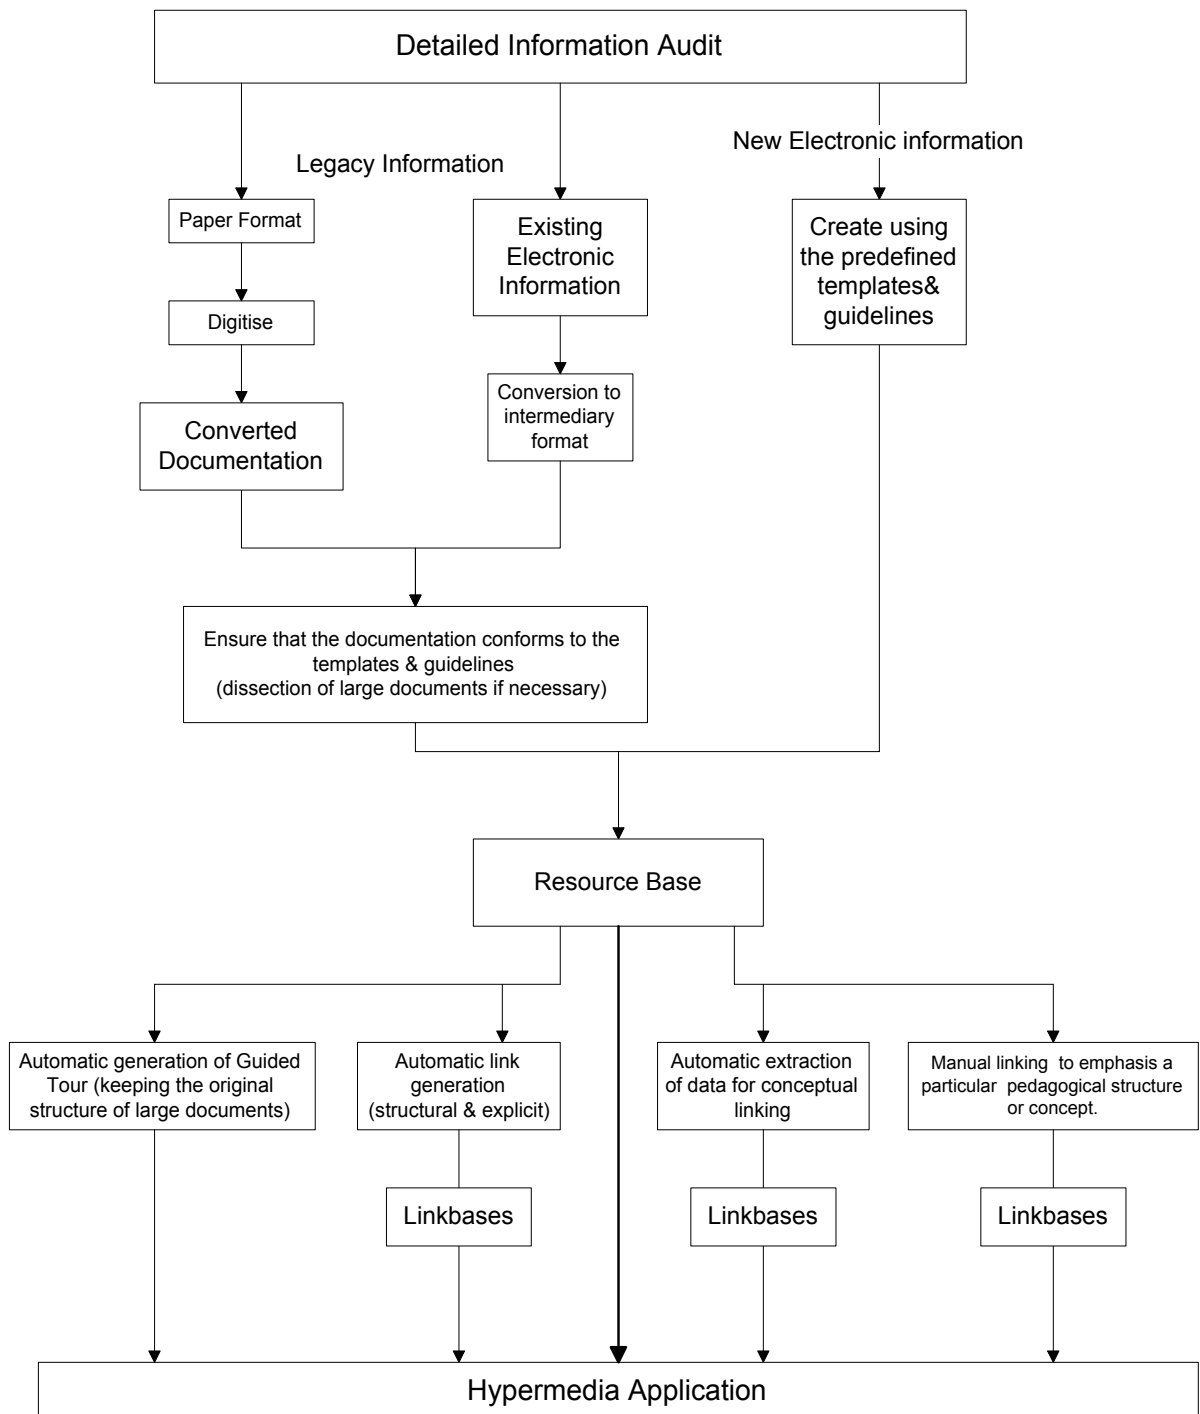 Detailed Information Audit
New Electronic information
Legacy Information
Paper Format
Existing
Electronic
Information
Create using
the predefined
templates&
guidelines
Digitise
Conversion to
intermediary
format
Converted
Documentation
Ensure that the documentation conforms to the
templates & guidelines
(dissection of large documents if necessary)
Resource Base
Automatic generation of Guided
Tour (keeping the original
structure of large documents)
Automatic link
generation
(structural & explicit)
Automatic extraction
of data for conceptual
linking
Manual linking to emphasis a
particular pedagogical structure
or concept.
Linkbases
Linkbases
Linkbases
Hypermedia Application